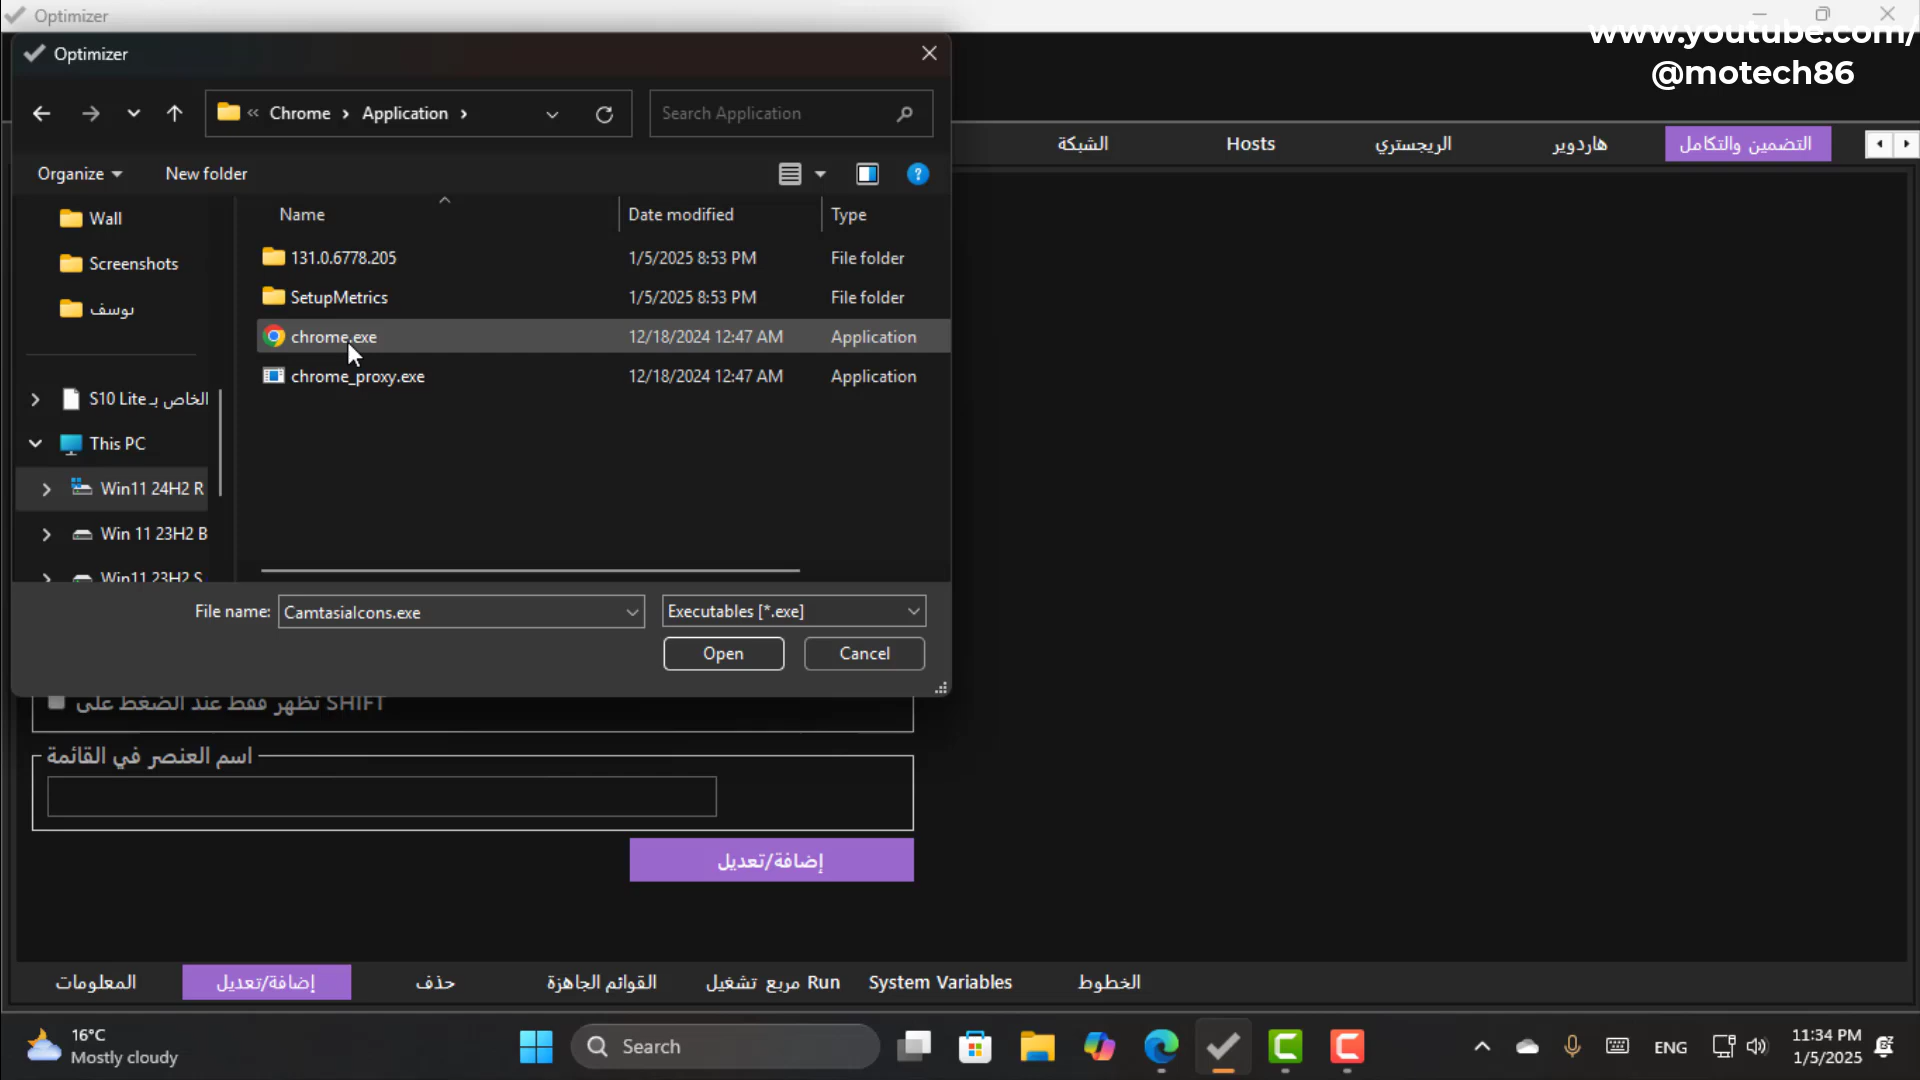 Optimizer
www.youtube.com/
@motech86
Optimizer
Chrome
Application
Search Application
الشبكة
Hosts
الريجستري
هاردوير
التضمين والتكامل
Organize
New folder
Name
Date modified
Type
Wall
Screenshots
يوسف
131.0.6778.205
1/5/2025 8:53 PM
File folder
SetupMetrics
1/5/2025 8:53 PM
File folder
chrome.exe
12/18/2024 12:47 AM
Application
chrome_proxy.exe
12/18/2024 12:47 AM
Application
الخاص بـ S10 Lite
This PC
Win11 24H2 R
Win 11 23H2 B
Win11 23H2 S
File name:
CamtasiaIcons.exe
Executables [*.exe]
Open
Cancel
تظهر فقط عند الضغط على SHIFT
اسم العنصر في القائمة
إضافة/تعديل
المعلومات
إضافة/تعديل
حذف
القوائم الجاهزة
مربع تشغيل Run
System Variables
الخطوط
16°C
Mostly cloudy
Search
ENG
11:34 PM
1/5/2025